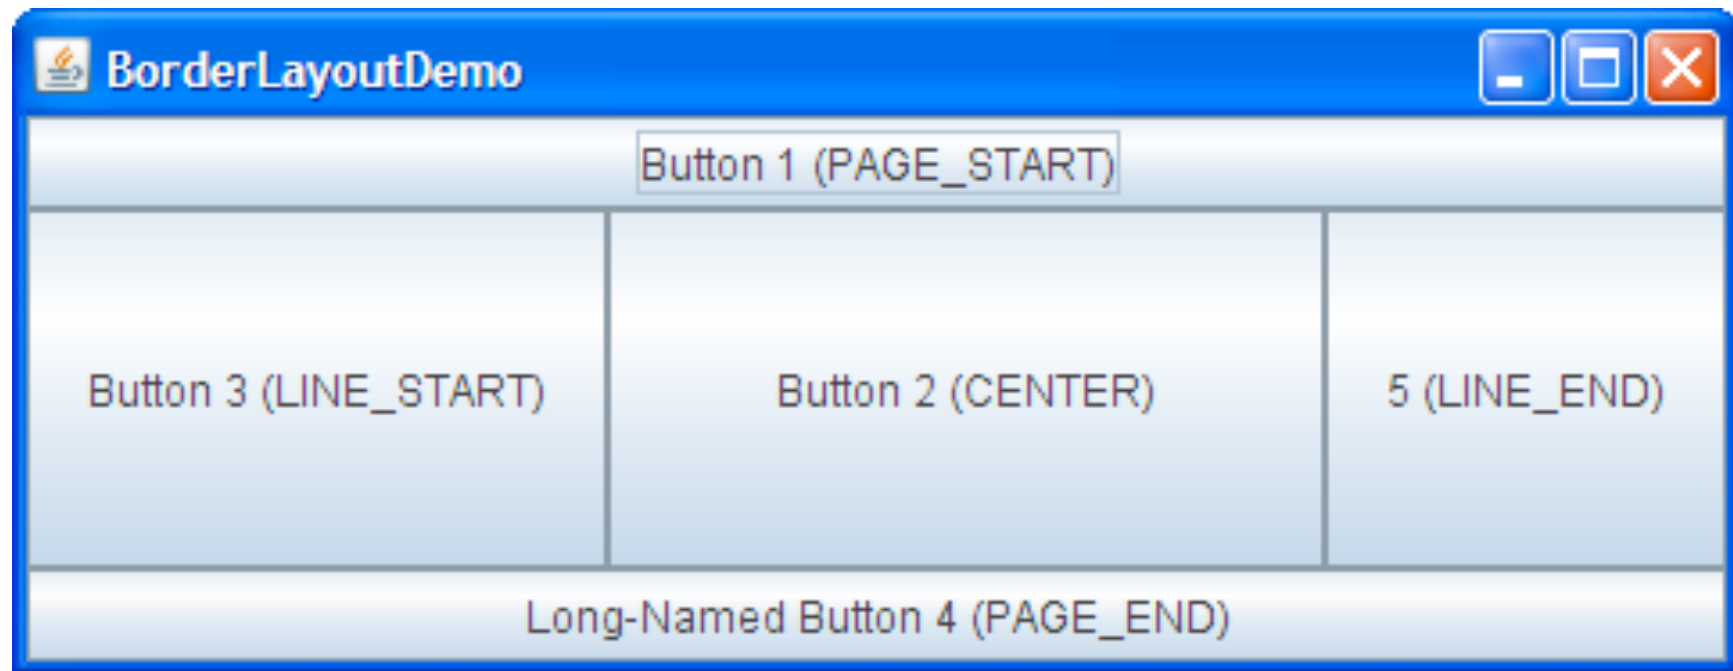 BorderLayoutDemo
Button 1 (PAGE_START)
Button 3 (LINE_START)
Button 2 (CENTER)
5 (LINE_END)
Long-Named Button 4 (PAGE_END)